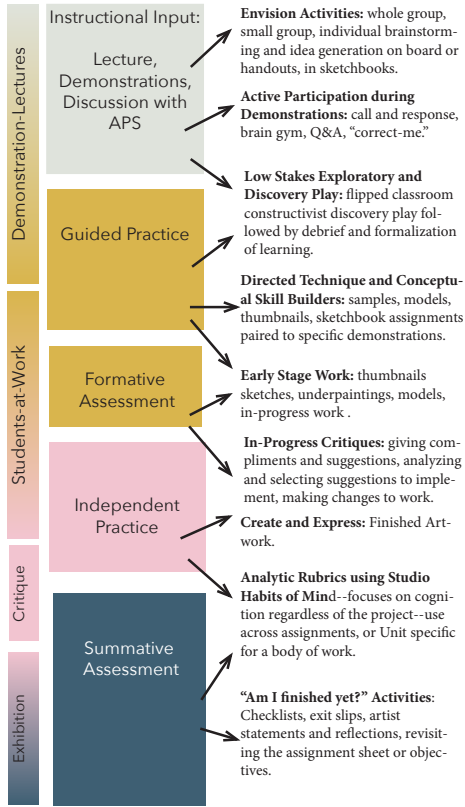 Demonstration-Lectures
Students-at-Work
Critique
Exhibition
Instructional Input:
Lecture,
Demonstrations,
Discussion with
APS
Guided Practice
Formative
Assessment
Independent
Practice
Summative
Assessment
Envision Activities: whole group,
small group, individual brainstorm-
ing and idea generation on board or
handouts, in sketchbooks.
Active Participation during
Demonstrations: call and response,
brain gym, Q&A, “correct-me.”
Low Stakes Exploratory and
Discovery Play: flipped classroom
constructivist discovery play fol-
lowed by debrief and formalization
of learning.
Directed Technique and Conceptu-
al Skill Builders: samples, models,
thumbnails, sketchbook assignments
paired to specific demonstrations.
Early Stage Work: thumbnails
sketches, underpaintings, models,
in-progress work .
In-Progress Critiques: giving com-
pliments and suggestions, analyzing
and selecting suggestions to imple-
ment, making changes to work.
Create and Express: Finished Art-
work.
Analytic Rubrics using Studio
Habits of Mind--focuses on cogni-
tion regardless of the project--use
across assignments, or Unit specific
for a body of work.
“Am I finished yet?” Activities:
Checklists, exit slips, artist
statements and reflections, revisit-
ing the assignment sheet or objec-
tives.